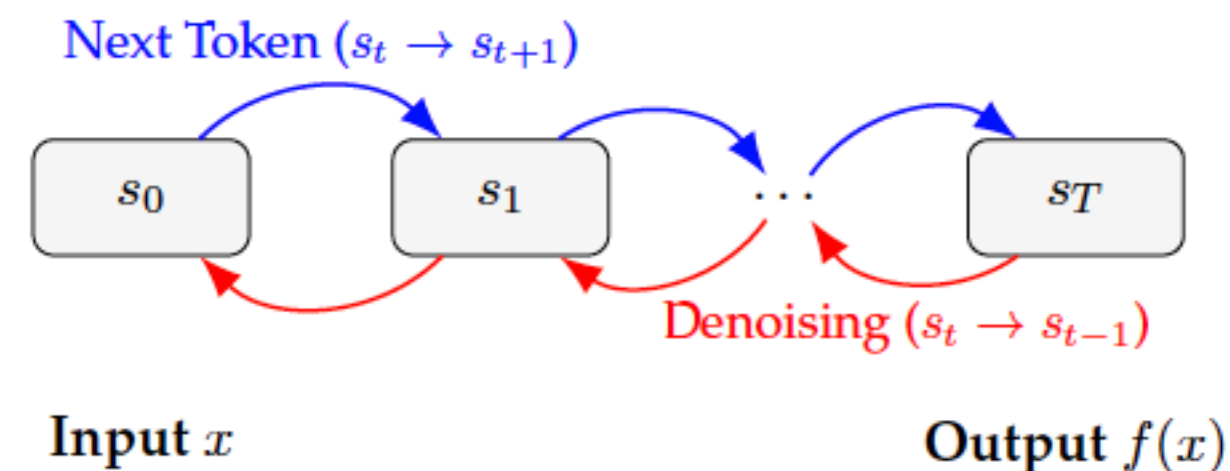 Next Token (s_t → s_{t+1})
s_0 s_1 ... s_T
Denoising (s_t → s_{t−1})
Input x Output f(x)